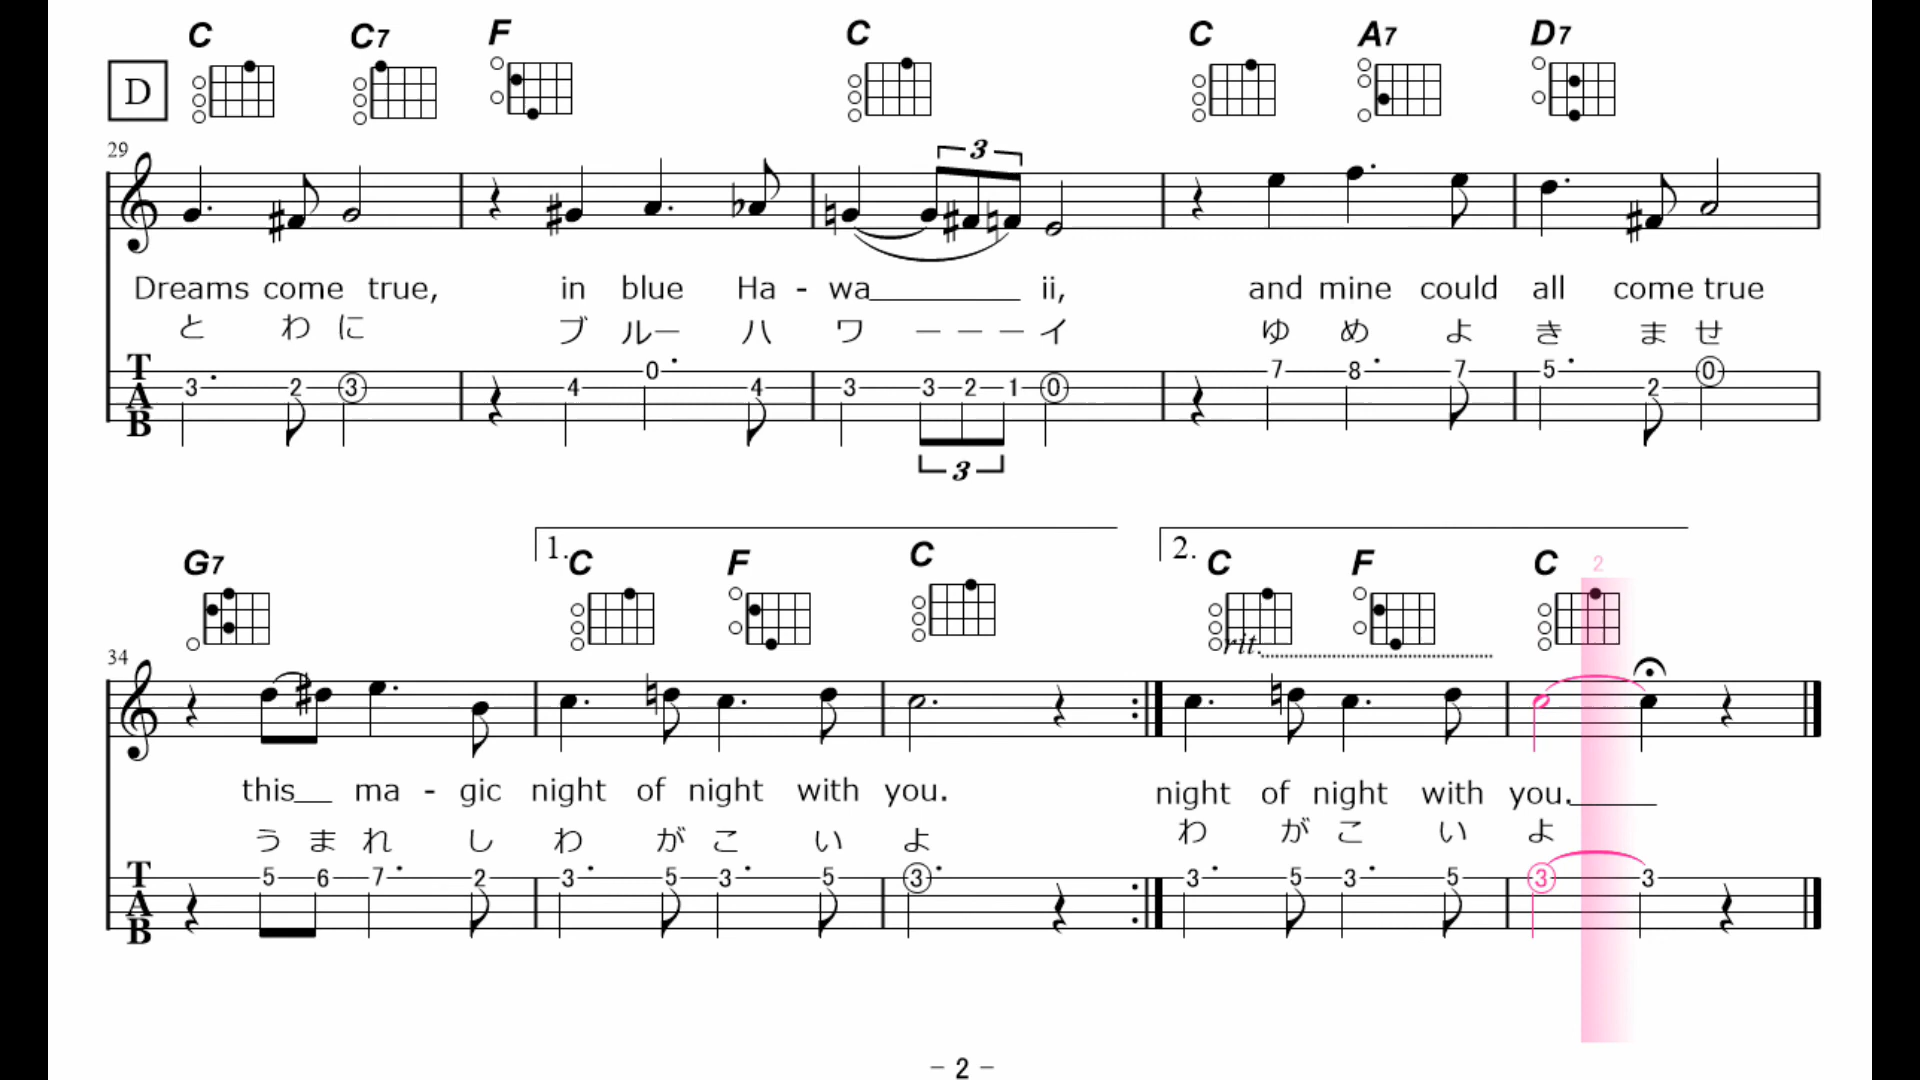 C C7 F C C A7 D7
D
29
3
Dreams come true, in blue Ha - wa________ ii, and mine could all come true
と わ に ブ ルー ハ ワ ー ー ー イ ゆ め よ き ま せ
T A B 3 2 3 4 0 4 3 3 2 1 0 7 8 7 5 2 0
3
1. 2.
G7 C F C C F C
2
rit.
34
this__ ma - gic night of night with you. night of night with you.____
う ま れ し わ が こ い よ わ が こ い よ
T A B 5 6 7 2 3 5 3 5 3 3 5 3 5 3 3
- 2 -